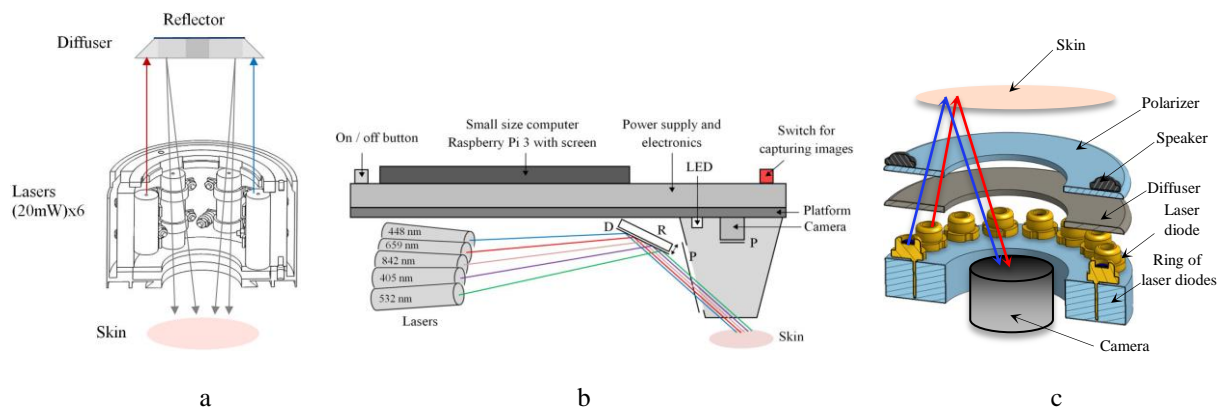 Reflector
Diffuser
Lasers
(20mW)x6
Skin
a
On / off button
Small size computer
Raspberry Pi 3 with screen
Power supply and
electronics
LED
Switch for
capturing images
Platform
Camera
D
R
P
P
448 nm
659 nm
842 nm
405 nm
532 nm
Lasers
Skin
b
Skin
Polarizer
Speaker
Diffuser
Laser
diode
Ring of
laser diodes
Camera
c